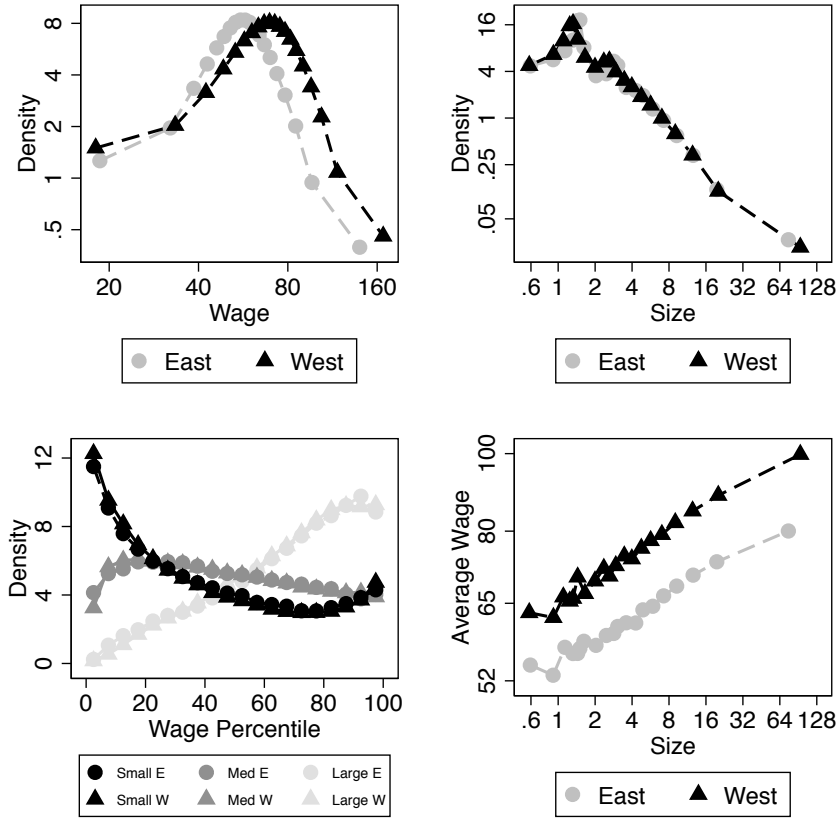 Density
8
4
2
1
.5
20 40 80 160
Wage
East West
Density
16
4
1
.25
.05
.6 1 2 4 8 16 32 64 128
Size
East West
Density
12
8
4
0
0 20 40 60 80 100
Wage Percentile
Small E Med E Large E
Small W Med W Large W
Average Wage
100
80
65
52
.6 1 2 4 8 16 32 64 128
Size
East West